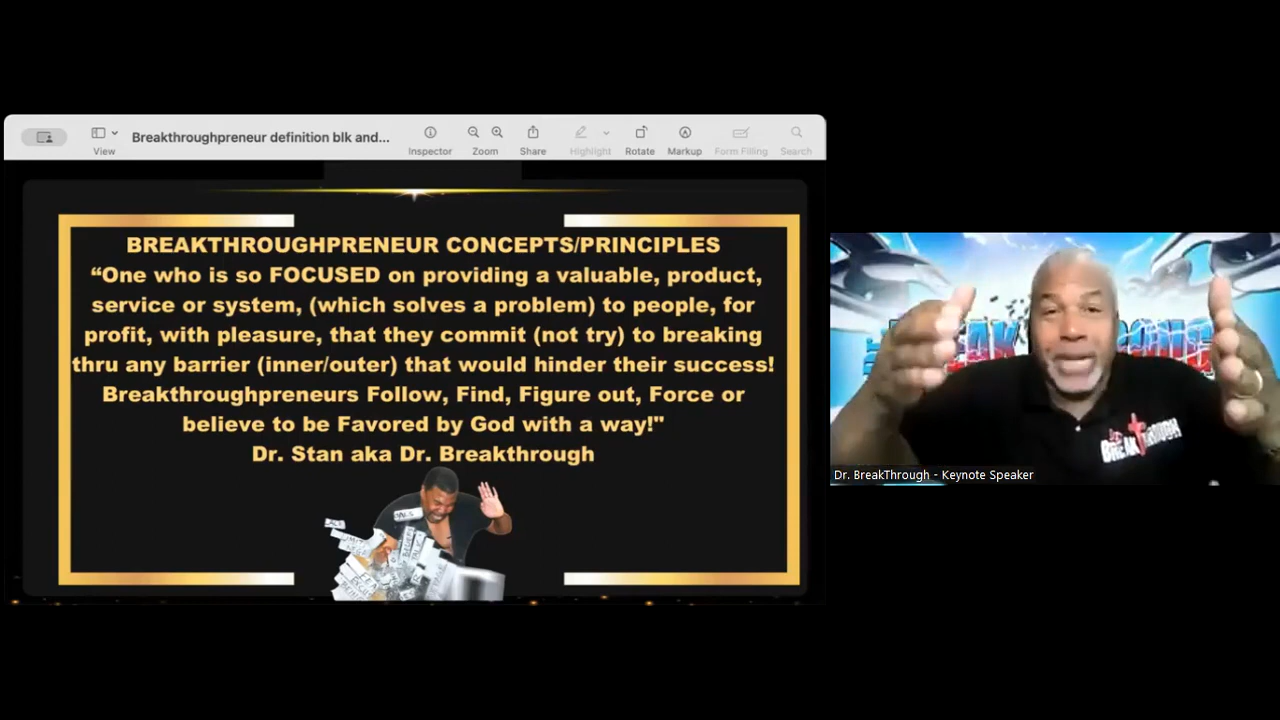 Breakthroughpreneur definition blk and...
View
Inspector
Zoom
Share
Highlight
Rotate
Markup
Form Filling
Search
BREAKTHROUGHPRENEUR CONCEPTS/PRINCIPLES
“One who is so FOCUSED on providing a valuable, product,
service or system, (which solves a problem) to people, for
profit, with pleasure, that they commit (not try) to breaking
thru any barrier (inner/outer) that would hinder their success!
Breakthroughpreneurs Follow, Find, Figure out, Force or
believe to be Favored by God with a way!"
Dr. Stan aka Dr. Breakthrough
Dr. BreakThrough - Keynote Speaker